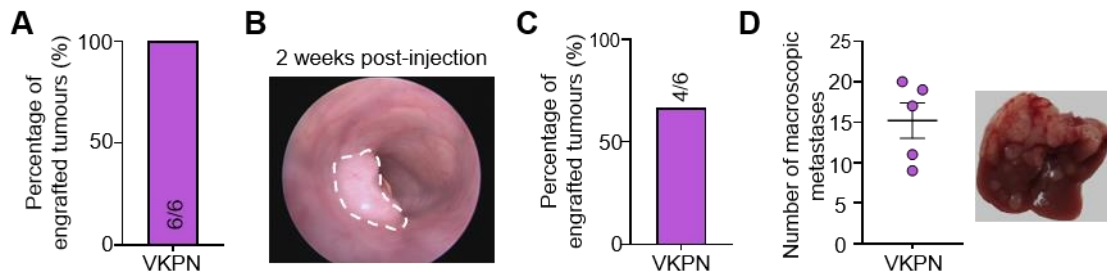 A
Percentage of
engrafted tumours (%)
100
50
0
6/6
VKPN
B
2 weeks post-injection
C
Percentage of
engrafted tumours (%)
100
50
0
4/6
VKPN
D
Number of macroscopic
metastases
25
20
15
10
5
0
VKPN